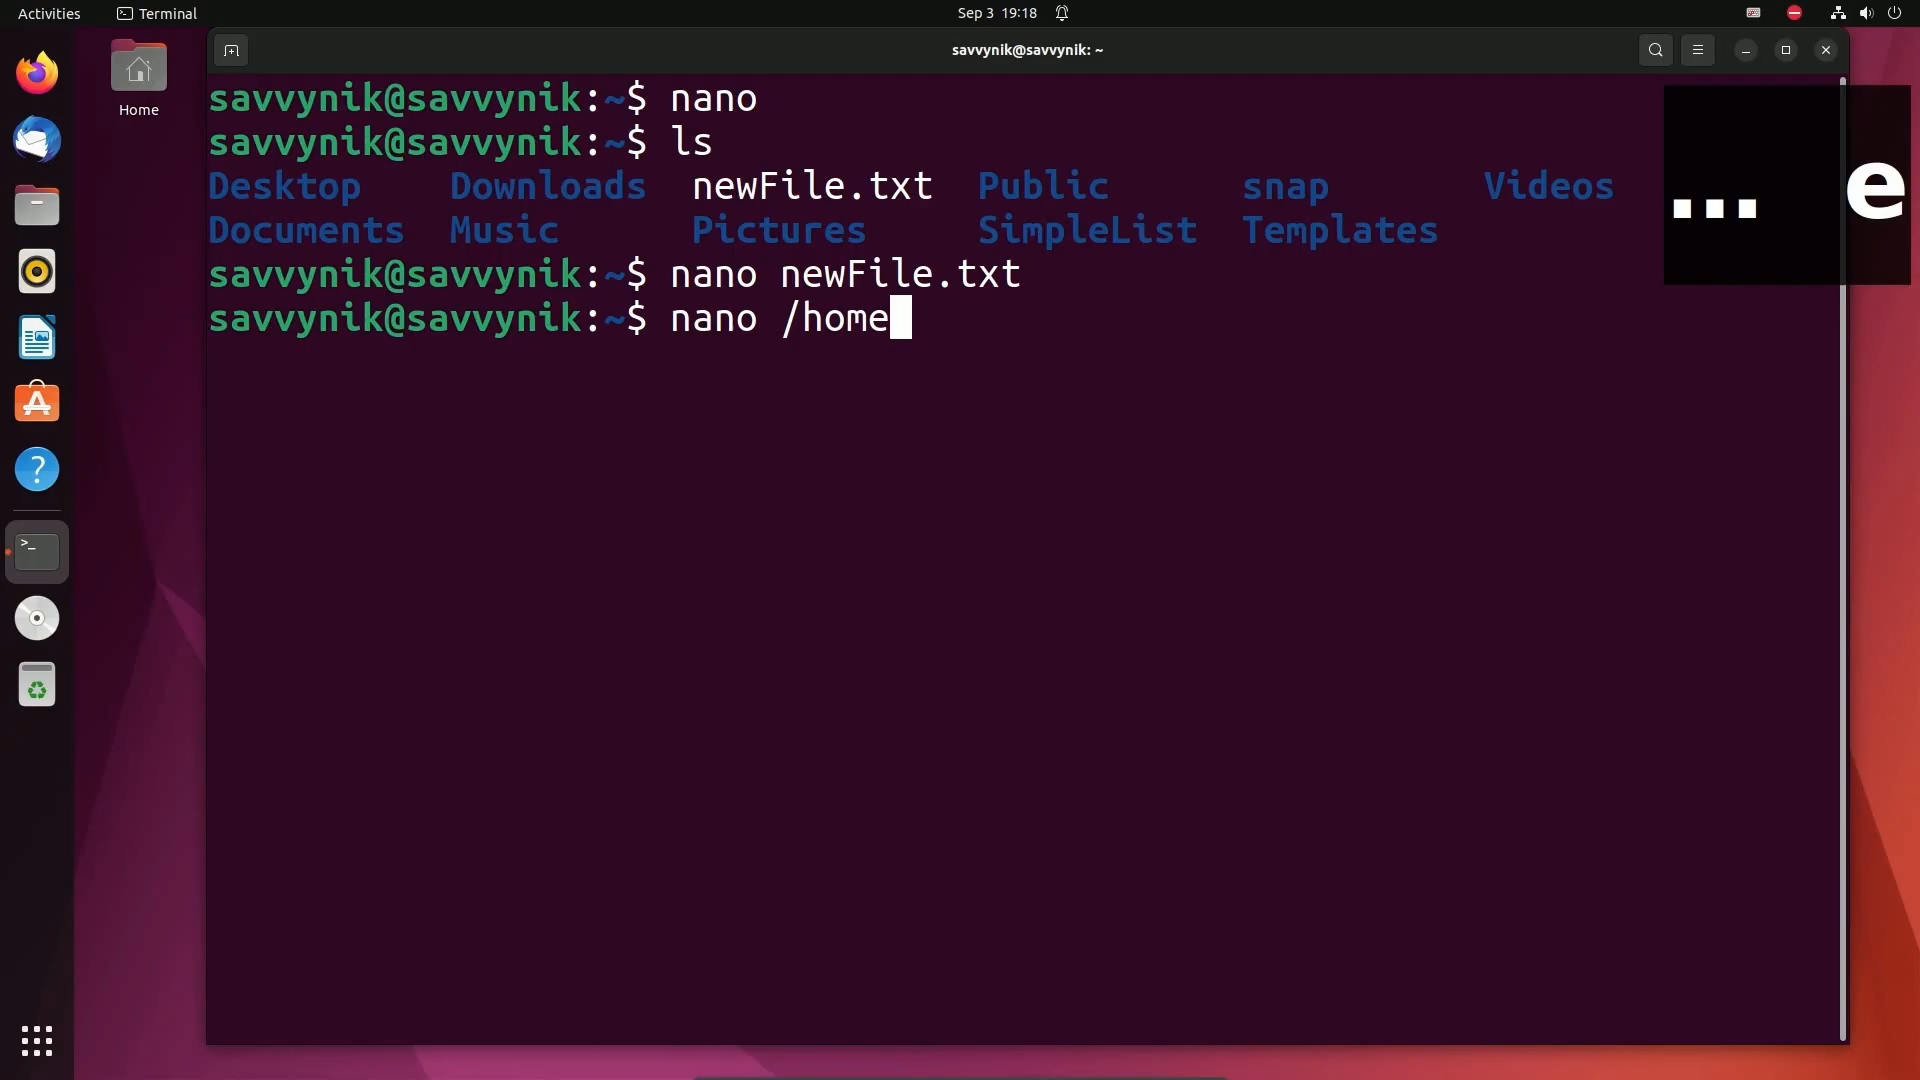 Activities Terminal Sep 3 19:18
Home
savvynik@savvynik: ~
savvynik@savvynik:~$ nano
savvynik@savvynik:~$ ls
Desktop Downloads newFile.txt Public snap Videos
Documents Music Pictures SimpleList Templates
savvynik@savvynik:~$ nano newFile.txt
savvynik@savvynik:~$ nano /home
... e